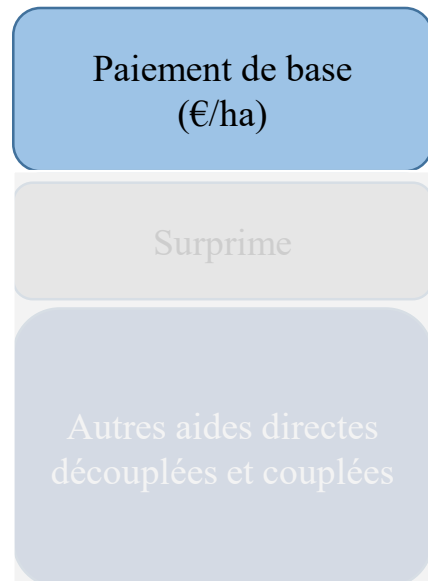 Paiement de base
(€/ha)
Surprime
Autres aides directes
découplées et couplées